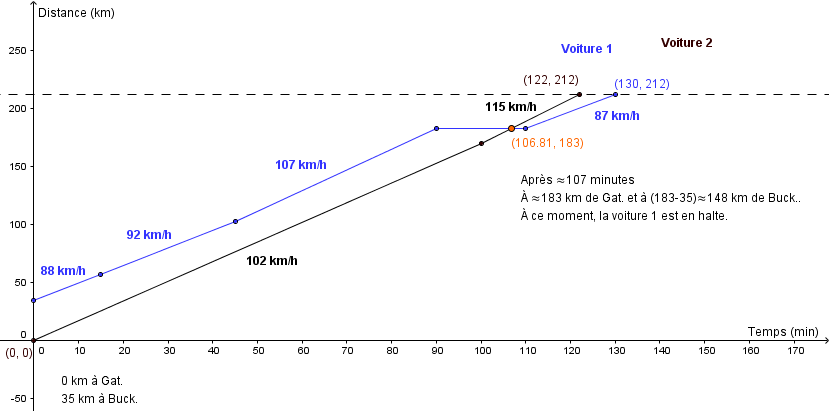 Distance (km)
250
Voiture 1
Voiture 2
(122, 212)
(130, 212)
200
115 km/h
87 km/h
(106.81, 183)
150
107 km/h
Après ≈107 minutes
À ≈183 km de Gat. et à (183-35)≈148 km de Buck..
À ce moment, la voiture 1 est en halte.
100
92 km/h
88 km/h
102 km/h
50
0
Temps (min)
(0, 0)
0 10 20 30 40 50 60 70 80 90 100 110 120 130 140 150 160 170
0 km à Gat.
35 km à Buck.
-50